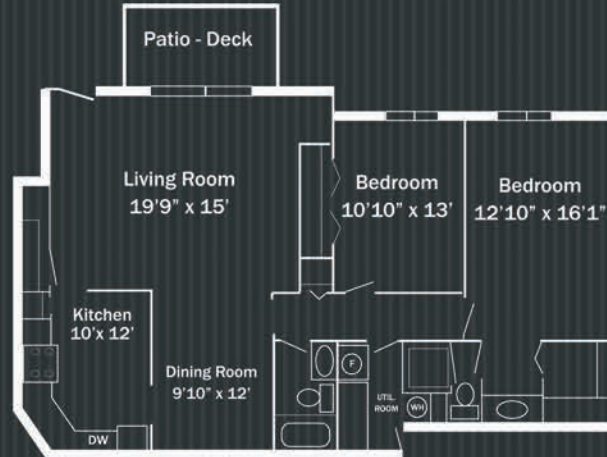 Patio - Deck
Living Room
19'9" x 15'
Bedroom
10'10" x 13'
Bedroom
12'10" x 16'1"
Kitchen
10'x 12'
Dining Room
9'10" x 12'
F
UTIL.
ROOM
WH
DW